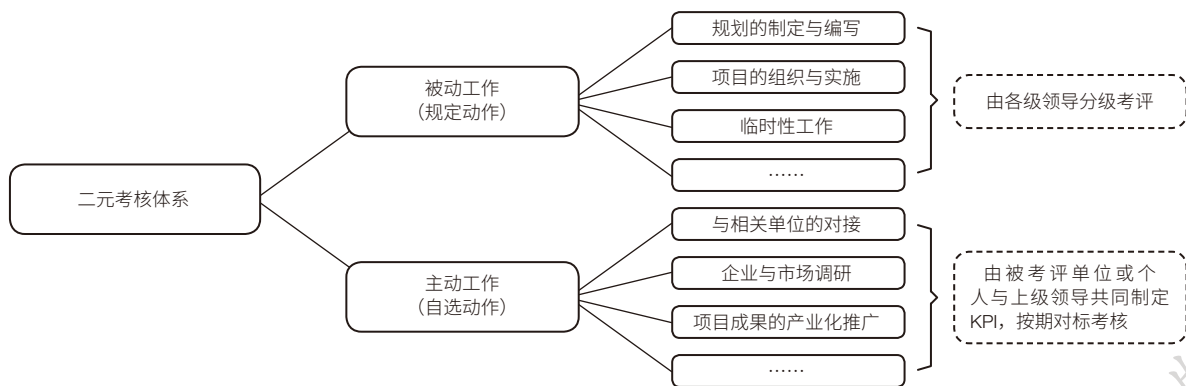 二元考核体系
被动工作
（规定动作）
规划的制定与编写
项目的组织与实施
临时性工作
……
由各级领导分级考评
主动工作
（自选动作）
与相关单位的对接
企业与市场调研
项目成果的产业化推广
……
由被考评单位或个
人与上级领导共同制定
KPI，按期对标考核